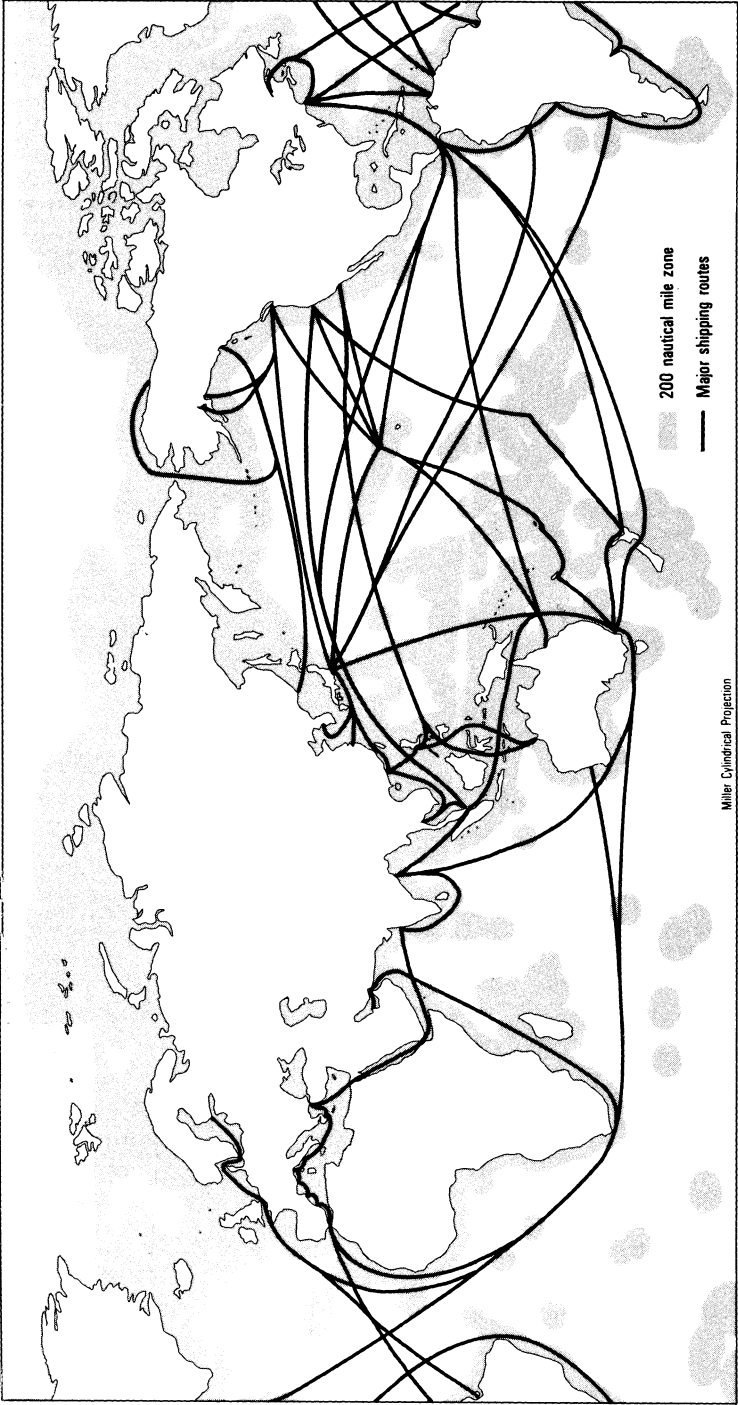 200 nautical mile zone
Major shipping routes
Miller Cylindrical Projection